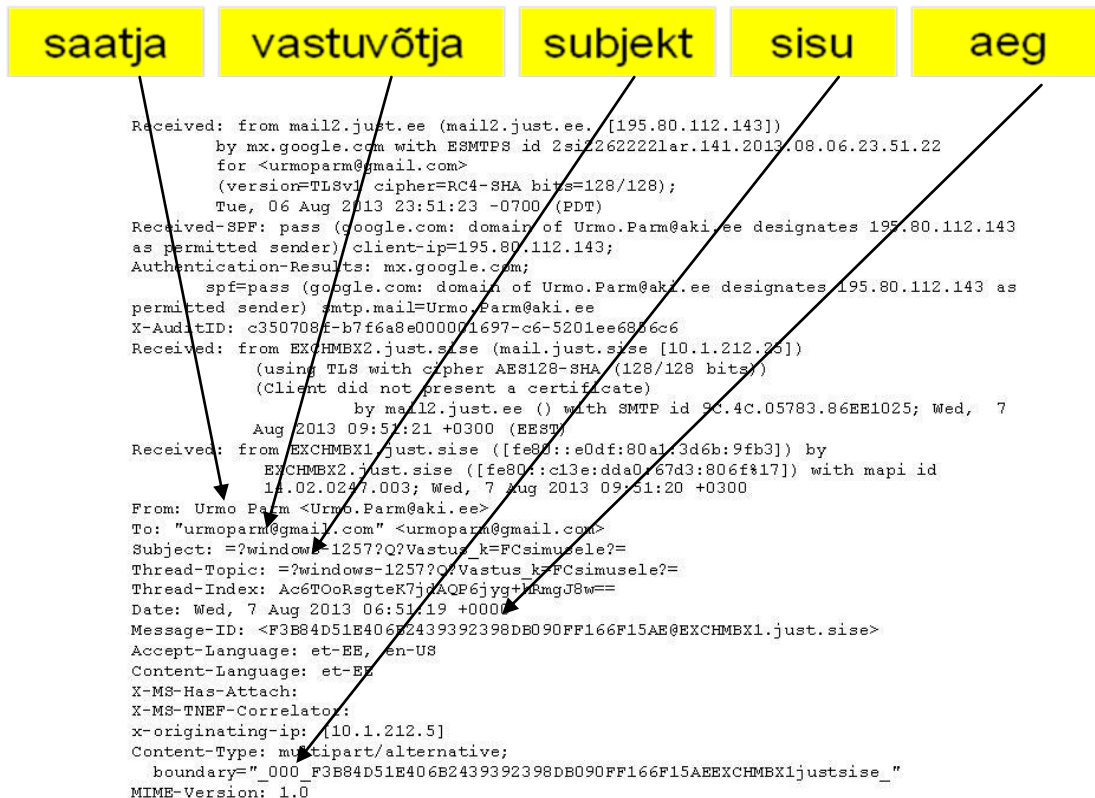 saatja vastuvõtja subjekt sisu aeg
Received: from mail2.just.ee (mail2.just.ee. [195.80.112.143])
by mx.google.com with ESMTPS id 2si22622221lar.141.2013.08.06.23.51.22
for <urmoparm@gmail.com>
(version=TLSv1 cipher=RC4-SHA bits=128/128);
Tue, 06 Aug 2013 23:51:23 -0700 (PDT)
Received-SPF: pass (google.com: domain of Urmo.Parm@aki.ee designates 195.80.112.143
as permitted sender) client-ip=195.80.112.143;
Authentication-Results: mx.google.com;
spf=pass (google.com: domain of Urmo.Parm@aki.ee designates 195.80.112.143 as
permitted sender) smtp.mail=Urmo.Parm@aki.ee
X-AuditID: c350708f-b7f6a8e000001697-c6-5201ee6856c6
Received: from EXCHMBX2.just.sise (mail.just.sise [10.1.212.25])
(using TLS with cipher AES128-SHA (128/128 bits))
(Client did not present a certificate)
by mail2.just.ee () with SMTP id 9C.4C.05783.86EE1025; Wed, 7
Aug 2013 09:51:21 +0300 (EEST)
Received: from EXCHMBX1.just.sise ([fe80::e0df:80a1:3d6b:9fb3]) by
EXCHMBX2.just.sise ([fe80::c13e:dda0:67d3:806f%17]) with mapi id
14.02.0247.003; Wed, 7 Aug 2013 09:51:20 +0300
From: Urmo Parm <Urmo.Parm@aki.ee>
To: "urmoparm@gmail.com" <urmoparm@gmail.com>
Subject: =?windows-1257?Q?Vastus_k=FCsimusele?=
Thread-Topic: =?windows-1257?Q?Vastus_k=FCsimusele?=
Thread-Index: Ac6TOoRsgteK7jdAQP6jyg+hRmgJ8w==
Date: Wed, 7 Aug 2013 06:51:19 +0000
Message-ID: <F3B84D51E406B2439392398DB090FF166F15AE@EXCHMBX1.just.sise>
Accept-Language: et-EE, en-US
Content-Language: et-EE
X-MS-Has-Attach:
X-MS-TNEF-Correlator:
x-originating-ip: [10.1.212.5]
Content-Type: multipart/alternative;
boundary="_000_F3B84D51E406B2439392398DB090FF166F15AEEXCHMBX1justsise_"
MIME-Version: 1.0